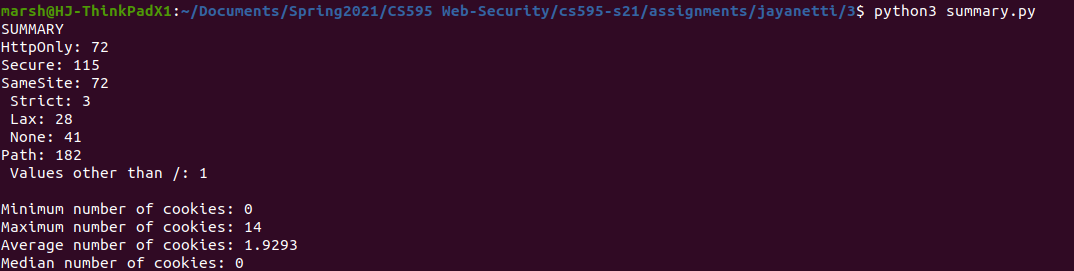 marsh@HJ-ThinkPadX1:~/Documents/Spring2021/CS595 Web-Security/cs595-s21/assignments/jayanetti/3$ python3 summary.py
SUMMARY
HttpOnly: 72
Secure: 115
SameSite: 72
 Strict: 3
 Lax: 28
 None: 41
Path: 182
 Values other than /: 1

Minimum number of cookies: 0
Maximum number of cookies: 14
Average number of cookies: 1.9293
Median number of cookies: 0